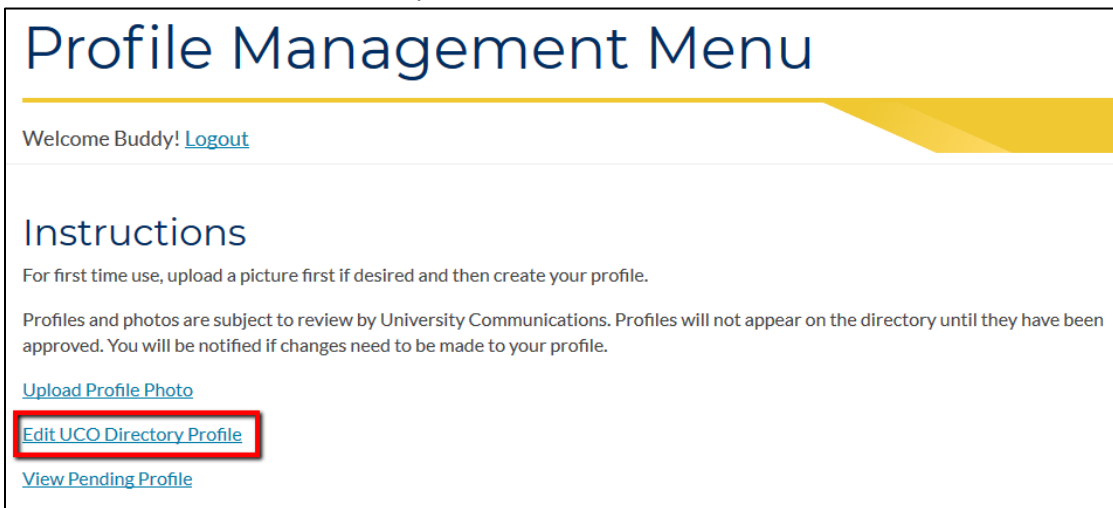 Profile Management Menu
Welcome Buddy! Logout
Instructions
For first time use, upload a picture first if desired and then create your profile.
Profiles and photos are subject to review by University Communications. Profiles will not appear on the directory until they have been
approved. You will be notified if changes need to be made to your profile.
Upload Profile Photo
Edit UCO Directory Profile
View Pending Profile